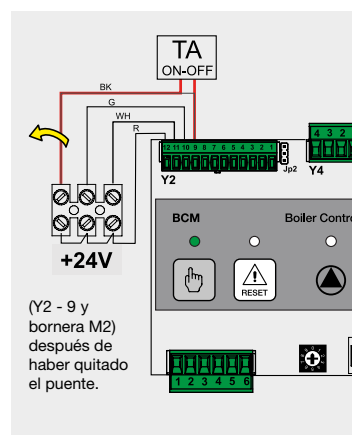 TA
ON-OFF
BK
G
WH
R
12 11 10 9 8 7 6 5 4 3 2 1
Y2
Jp2
4 3 2
Y4
+24V
BCM
Boiler Contro
RESET
(Y2 - 9 y
bornera M2)
después de
haber quitado
el puente.
1 2 3 4 5 6